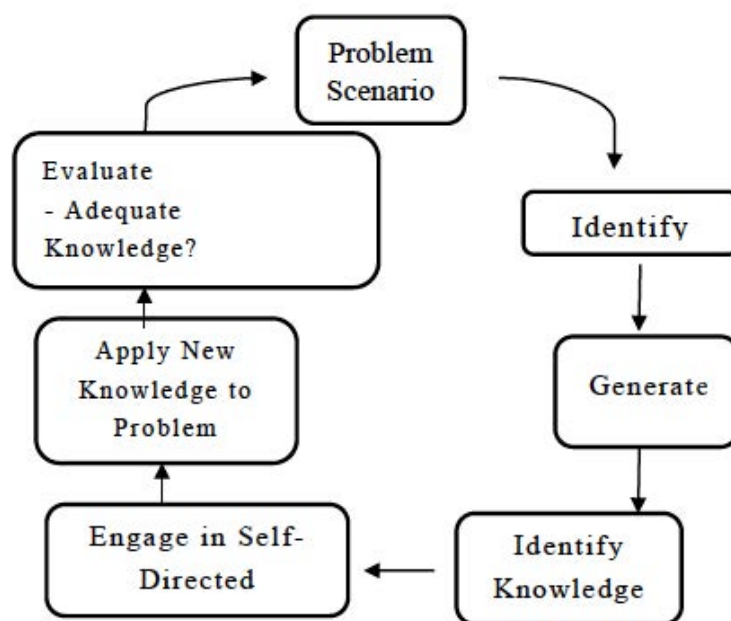 Problem
Scenario
Identify
Generate
Identify
Knowledge
Engage in Self-
Directed
Apply New
Knowledge to
Problem
Evaluate
- Adequate
Knowledge?